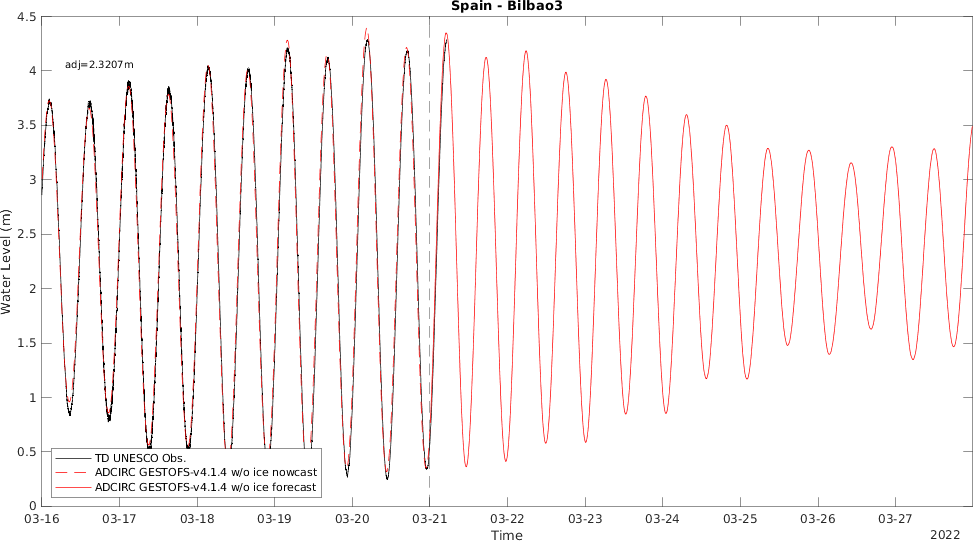 Spain - Bilbao3
4.5
4
3.5
3
2.5
2
1.5
1
0.5
0
Water Level (m)
adj=2.3207m
TD UNESCO Obs.
ADCIRC GESTOFS-v4.1.4 w/o ice nowcast
ADCIRC GESTOFS-v4.1.4 w/o ice forecast
03-16 03-17 03-18 03-19 03-20 03-21 03-22 03-23 03-24 03-25 03-26 03-27
Time
2022